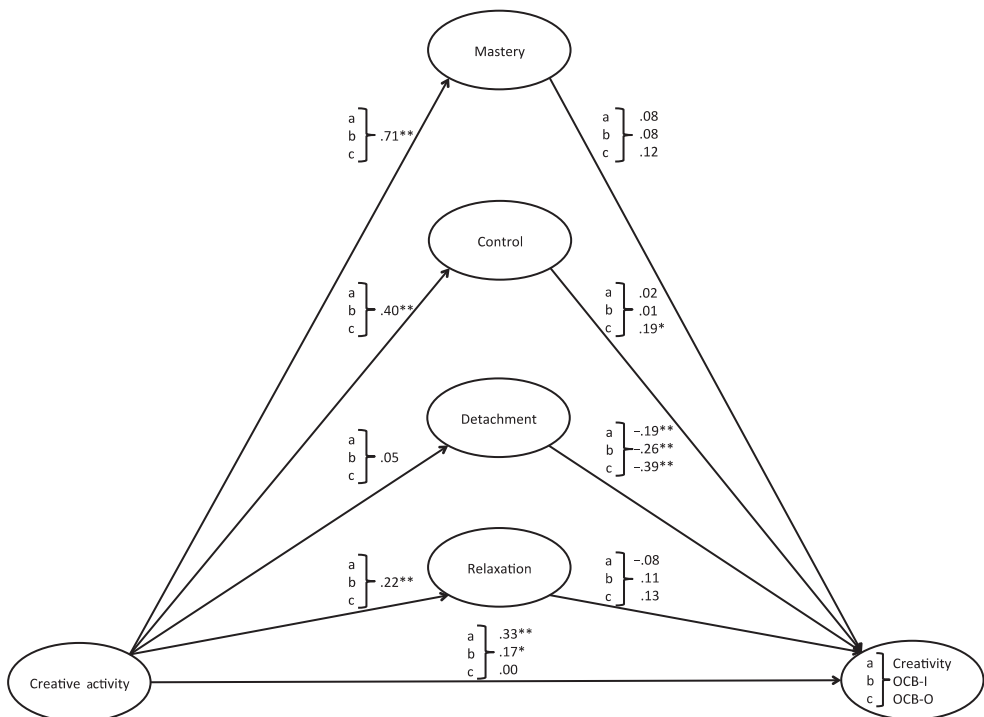 Mastery
a
b .71**
c
a .08
b .08
c .12
Control
a
b .40**
c
a .02
b .01
c .19*
Detachment
a
b .05
c
a –.19**
b –.26**
c –.39**
Relaxation
a
b .22**
c
a –.08
b .11
c .13
a .33**
b .17*
c .00
Creative activity
a Creativity
b OCB-I
c OCB-O